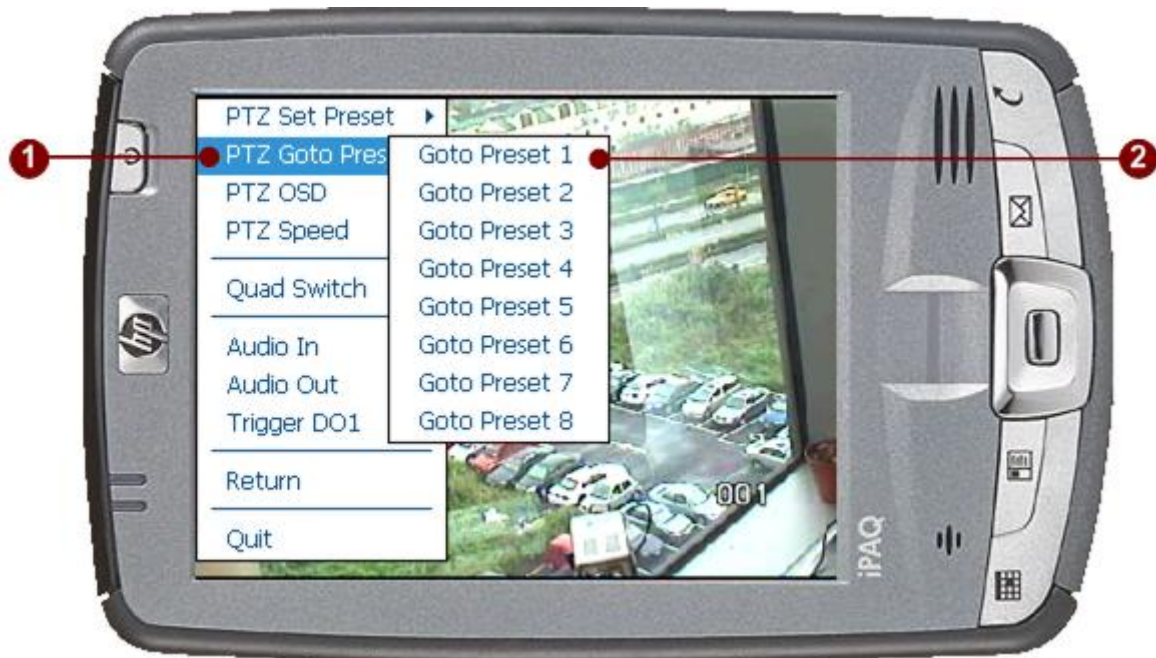 1
2
PTZ Set Preset
PTZ Goto Pres
PTZ OSD
PTZ Speed
Quad Switch
Audio In
Audio Out
Trigger DO1
Return
Quit
Goto Preset 1
Goto Preset 2
Goto Preset 3
Goto Preset 4
Goto Preset 5
Goto Preset 6
Goto Preset 7
Goto Preset 8
001
hp
iPAQ